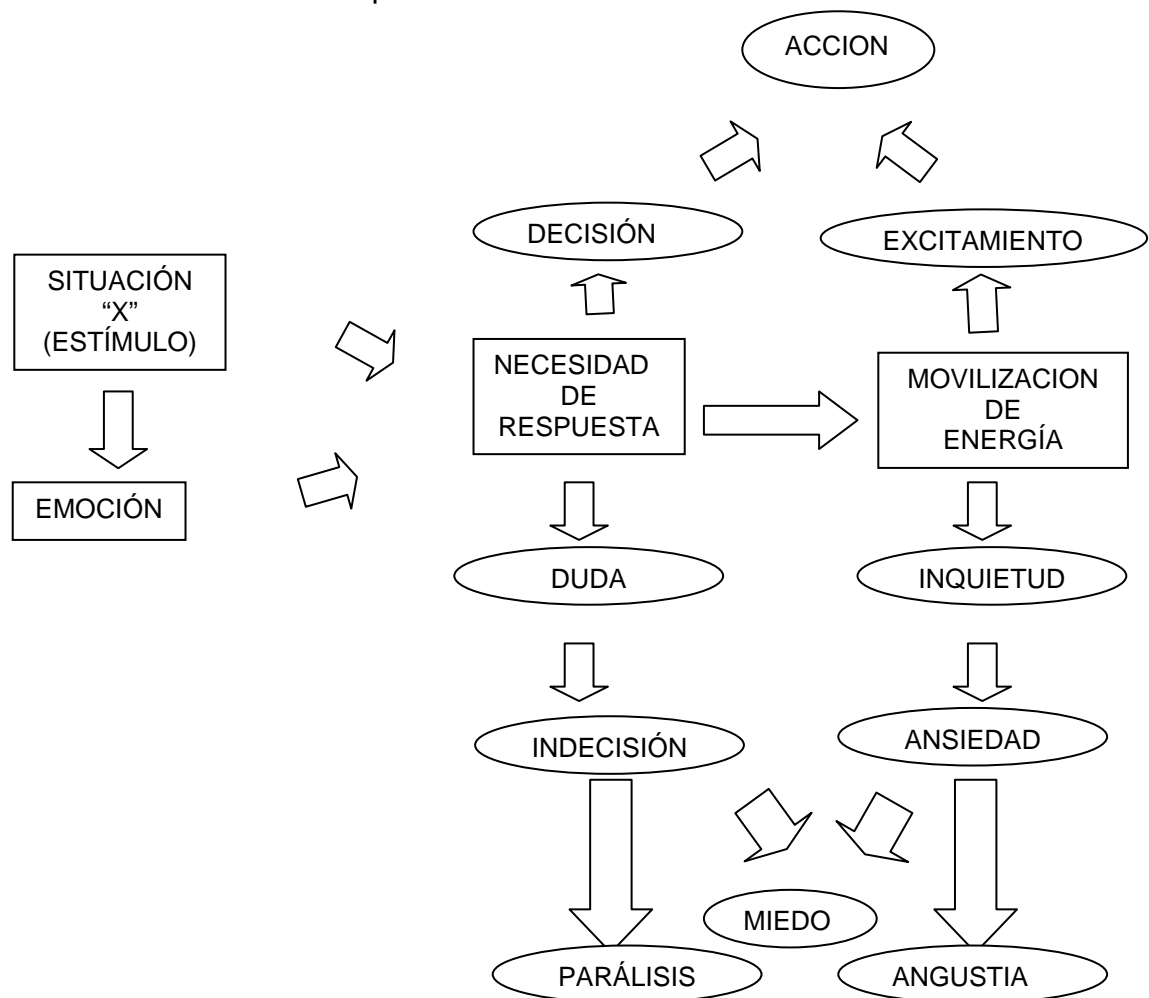 ACCION
DECISIÓN
EXCITAMIENTO
SITUACIÓN
“X”
(ESTÍMULO)
NECESIDAD
DE
RESPUESTA
MOVILIZACION
DE
ENERGÍA
EMOCIÓN
DUDA
INQUIETUD
INDECISIÓN
ANSIEDAD
MIEDO
PARÁLISIS
ANGUSTIA